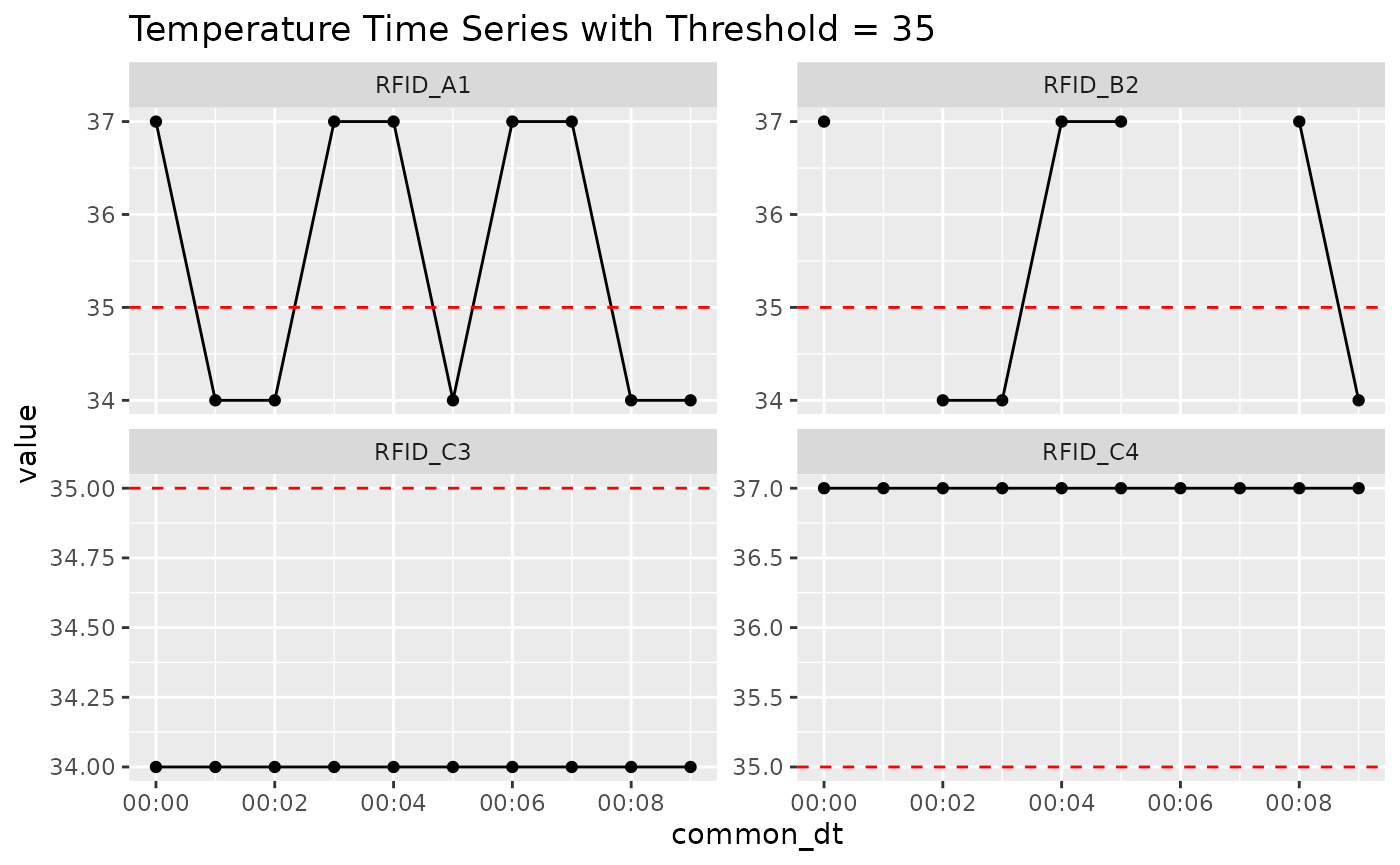 Temperature Time Series with Threshold = 35
RFID_A1
RFID_B2
37
36
35
34
37
36
35
34
value
RFID_C3
RFID_C4
35.00
34.75
34.50
34.25
34.00
37.0
36.5
36.0
35.5
35.0
00:00 00:02 00:04 00:06 00:08
00:00 00:02 00:04 00:06 00:08
common_dt